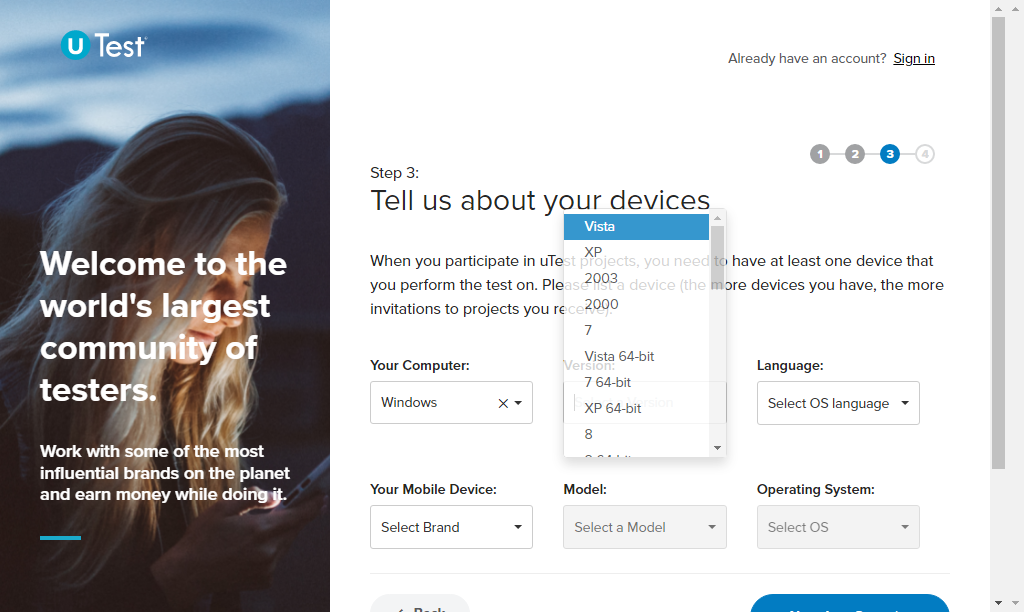 U Test
Already have an account? Sign in
1 2 3 4
Step 3:
Tell us about your devices
Welcome to the
world's largest
community of
testers.
Work with some of the most
influential brands on the planet
and earn money while doing it.
When you participate in uTest projects, you need to have at least one device that
you perform the test on. Please list a device (the more devices you have, the more
invitations to projects you receive).
Your Computer:
Windows
Version:
Vista
XP
2003
2000
7
Vista 64-bit
7 64-bit
XP 64-bit
8
Language:
Select OS language
Your Mobile Device:
Select Brand
Model:
Select a Model
Operating System:
Select OS
Back